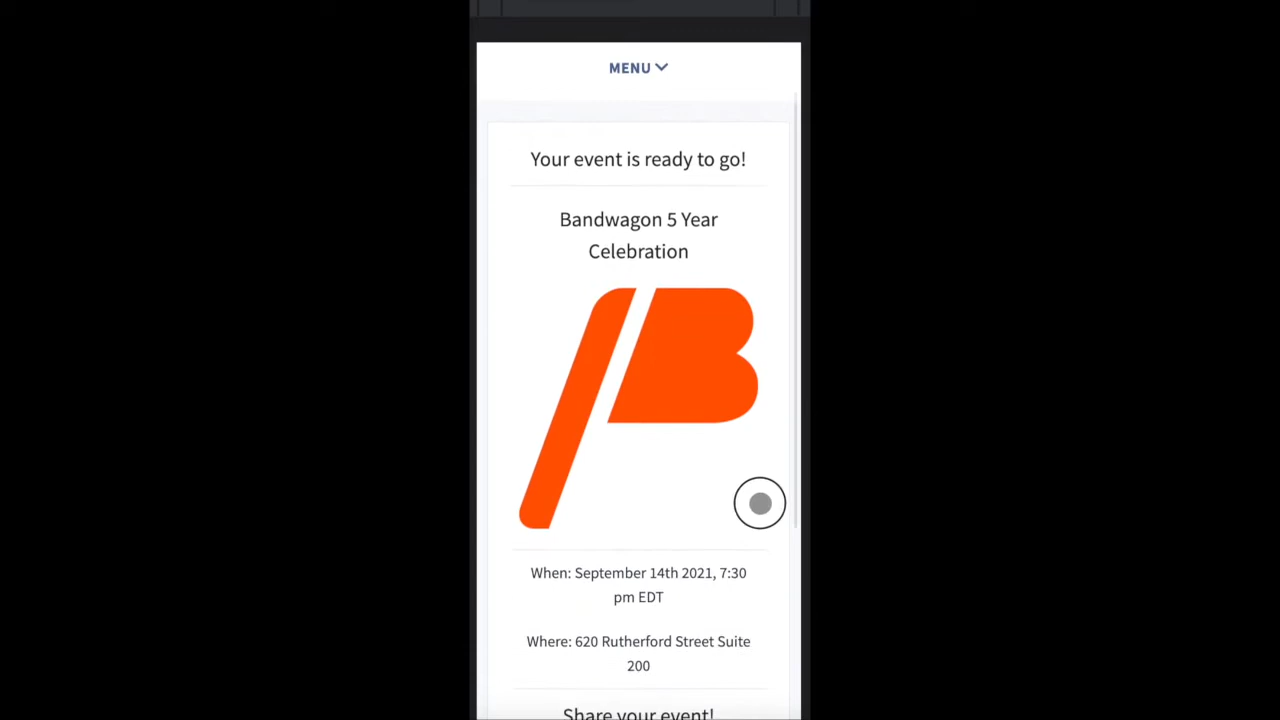 MENU
Your event is ready to go!
Bandwagon 5 Year
Celebration
When: September 14th 2021, 7:30
pm EDT
Where: 620 Rutherford Street Suite
200
Share your event!